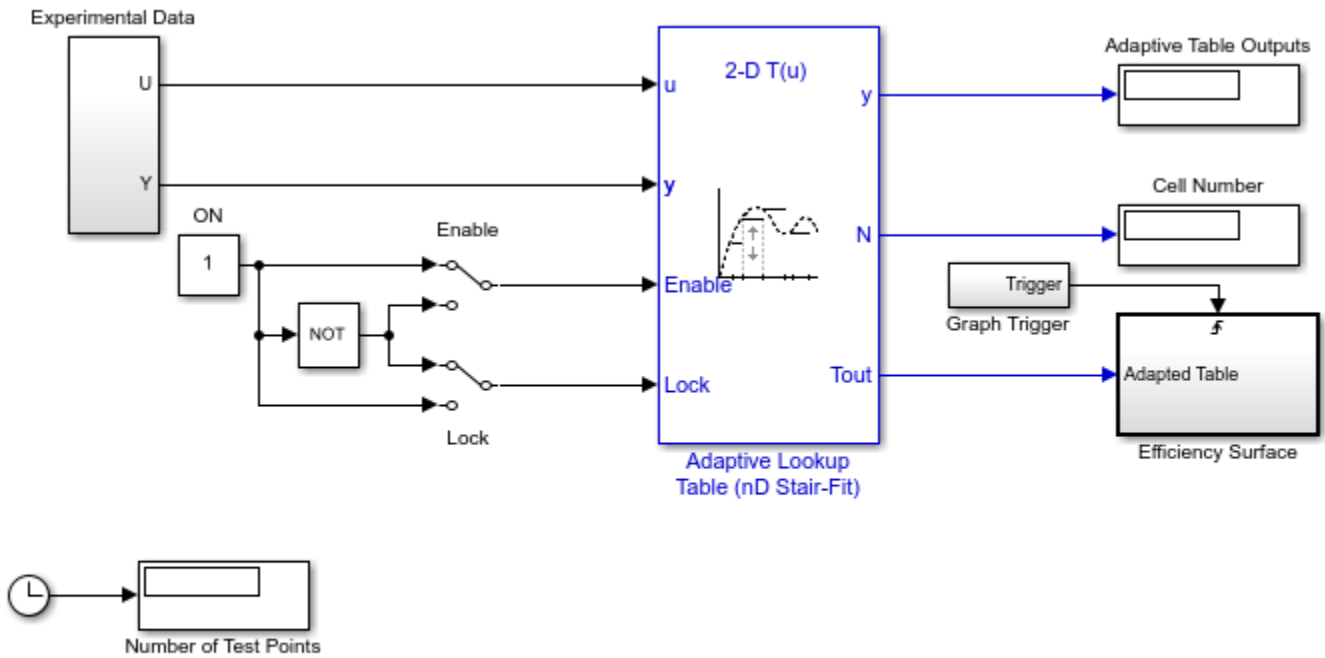 Experimental Data
U
Y
ON
1
NOT
Enable
Lock
2-D T(u)
u
y
Enable
Lock
y
N
Tout
Adaptive Lookup
Table (nD Stair-Fit)
Adaptive Table Outputs
Cell Number
Trigger
Graph Trigger
Adapted Table
Efficiency Surface
Number of Test Points